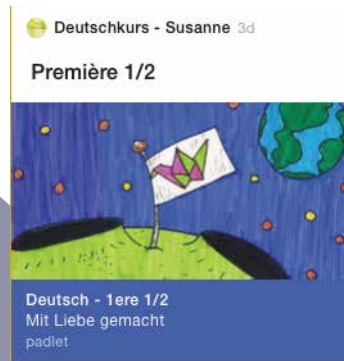 Deutschkurs - Susanne 3d
Première 1/2
Deutsch - 1ere 1/2
Mit Liebe gemacht
padlet